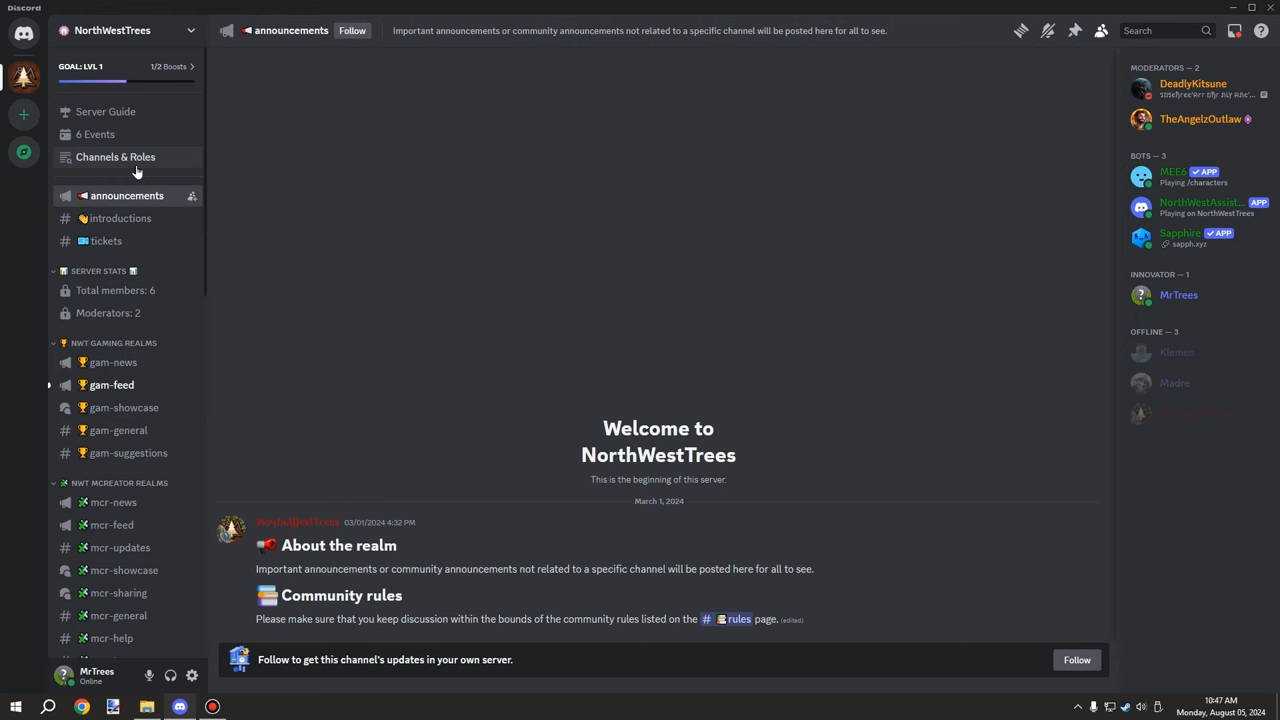 Discord
NorthWestTrees
📢 announcements
Follow
Important announcements or community announcements not related to a specific channel will be posted here for all to see.
Search
GOAL: LVL 1
1/2 Boosts
Server Guide
6 Events
Channels & Roles
📢 announcements
👋 introductions
🎫 tickets
📊 SERVER STATS 📊
Total members: 6
Moderators: 2
🏆 NWT GAMING REALMS
🏆 gam-news
🏆 gam-feed
🏆 gam-showcase
🏆 gam-general
🏆 gam-suggestions
🧩 NWT MCREATOR REALMS
🧩 mcr-news
🧩 mcr-feed
🧩 mcr-updates
🧩 mcr-showcase
🧩 mcr-sharing
🧩 mcr-general
🧩 mcr-help
MrTrees
Online
Welcome to
NorthWestTrees
This is the beginning of this server.
March 1, 2024
03/01/2024 4:32 PM
📢 About the realm
Important announcements or community announcements not related to a specific channel will be posted here for all to see.
📚 Community rules
Please make sure that you keep discussion within the bounds of the community rules listed on the # rules page. (edited)
Follow to get this channel's updates in your own server.
Follow
MODERATORS — 2
DeadlyKitsune
TheAngelzOutlaw
BOTS — 3
MEE6 ✓ APP
Playing /characters
NorthWestAssist... APP
Playing on NorthWestTrees
Sapphire ✓ APP
sapph.xyz
INNOVATOR — 1
MrTrees
OFFLINE — 3
Klemen
Madre
10:47 AM
Monday, August 05, 2024